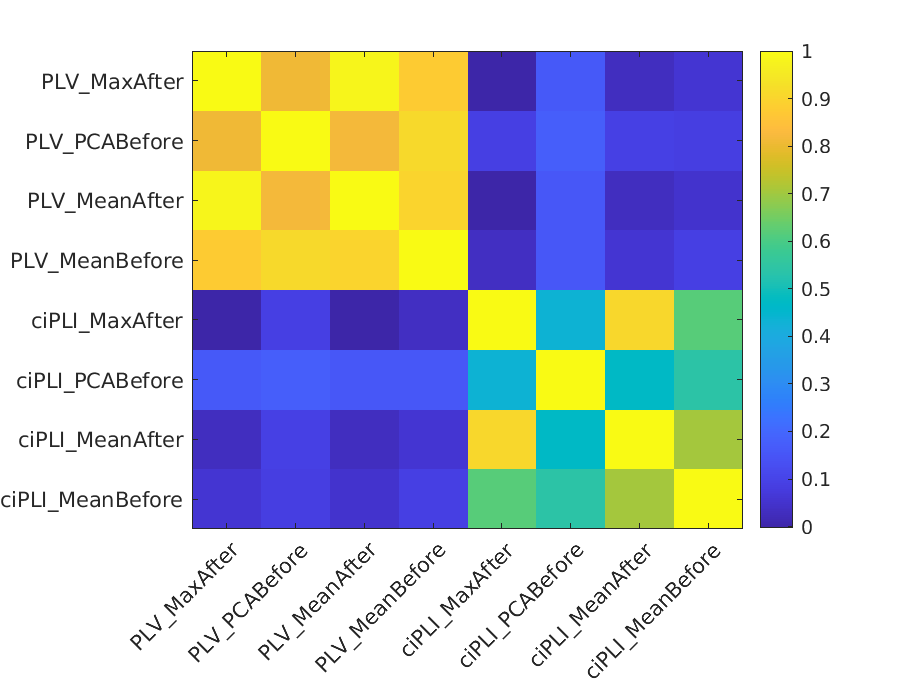 PLV_MaxAfter
PLV_PCABefore
PLV_MeanAfter
PLV_MeanBefore
ciPLI_MaxAfter
ciPLI_PCABefore
ciPLI_MeanAfter
ciPLI_MeanBefore
PLV_MaxAfter
PLV_PCABefore
PLV_MeanAfter
PLV_MeanBefore
ciPLI_MaxAfter
ciPLI_PCABefore
ciPLI_MeanAfter
ciPLI_MeanBefore
1
0.9
0.8
0.7
0.6
0.5
0.4
0.3
0.2
0.1
0